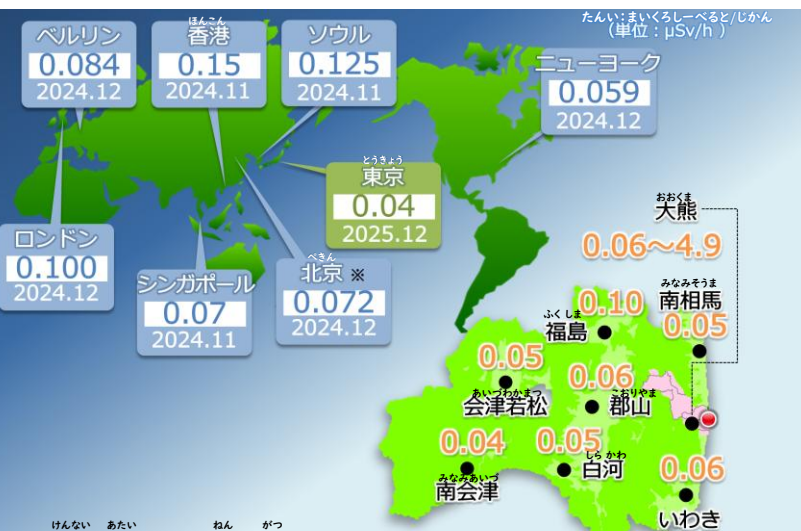 たんい:まいくろしーべると/じかん
(単位:μSv/h )
ベルリン
0.084
2024.12
ほんこん
香港
0.15
2024.11
ソウル
0.125
2024.11
ニューヨーク
0.059
2024.12
とうきょう
東京
0.04
2025.12
ロンドン
0.100
2024.12
シンガポール
0.07
2024.11
ぺきん
北京 ※
0.072
2024.12
おおくま
大熊
0.06~4.9
みなみそうま
南相馬
0.05
0.10
ふくしま
福島
0.05
あいづわかまつ
会津若松
0.06
こおりやま
郡山
0.04
みなみあいづ
南会津
0.05
しらかわ
白河
0.06
いわき
けんない あたい ねん がつ